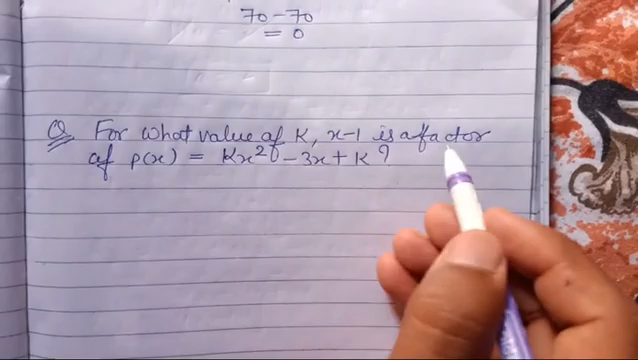 70-70
= 0
Q For what value of K, x-1 is a factor
of p(x) = Kx² - 3x + K ?